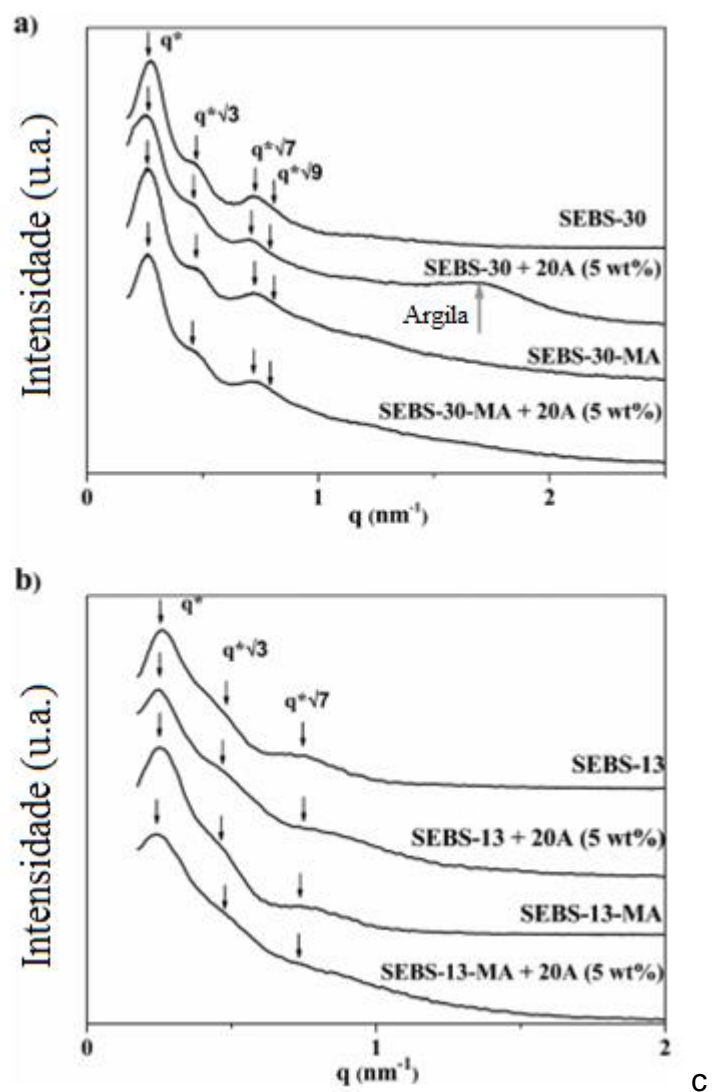 a)
q*
q*√3
q*√7
q*√9
SEBS-30
SEBS-30 + 20A (5 wt%)
Argila
SEBS-30-MA
SEBS-30-MA + 20A (5 wt%)
Intensidade (u.a.)
0 1 2
q (nm⁻¹)
b)
q*
q*√3
q*√7
SEBS-13
SEBS-13 + 20A (5 wt%)
SEBS-13-MA
SEBS-13-MA + 20A (5 wt%)
Intensidade (u.a.)
0 1 2
q (nm⁻¹)
c